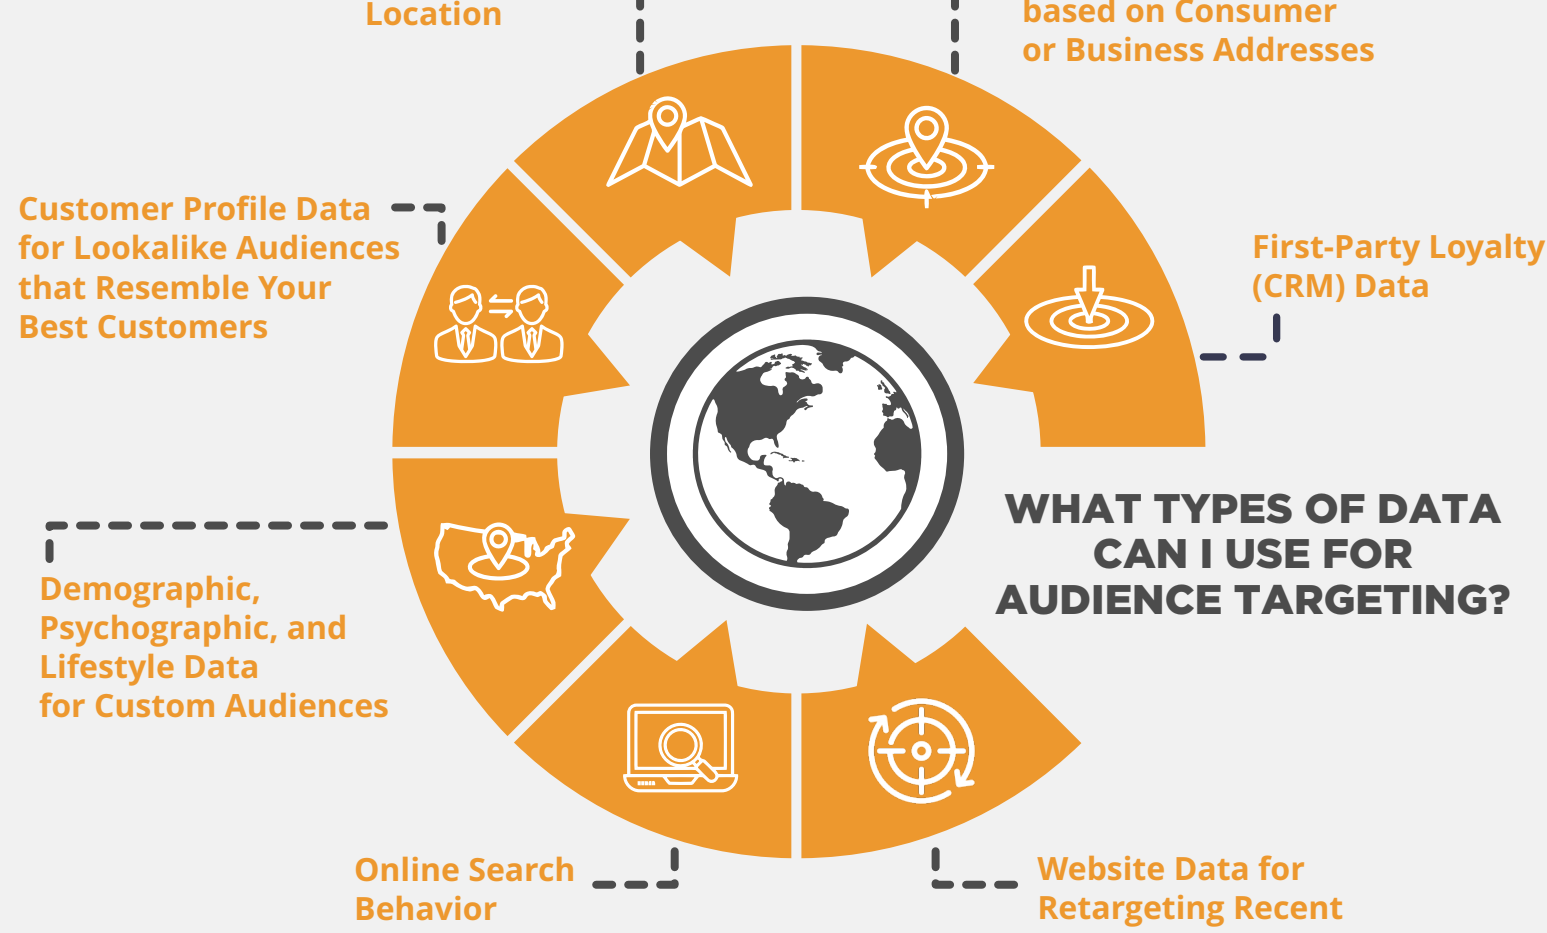 Location
based on Consumer
or Business Addresses
Customer Profile Data
for Lookalike Audiences
that Resemble Your
Best Customers
First-Party Loyalty
(CRM) Data
WHAT TYPES OF DATA
CAN I USE FOR
AUDIENCE TARGETING?
Demographic,
Psychographic, and
Lifestyle Data
for Custom Audiences
Online Search
Behavior
Website Data for
Retargeting Recent